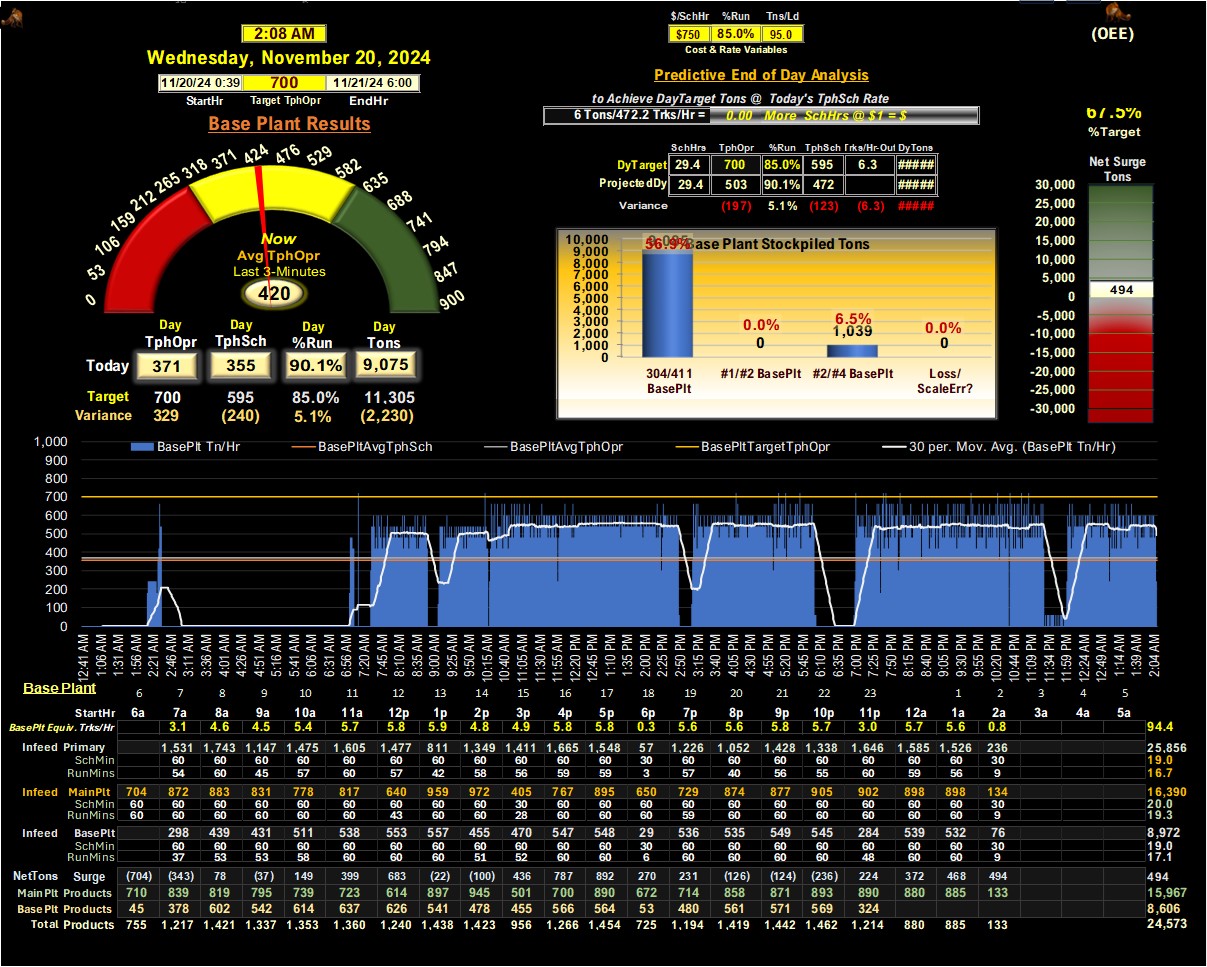 $/SchHr %Run Tns/Ld
$750 85.0% 95.0
Cost & Rate Variables
(OEE)
2:08 AM
Wednesday, November 20, 2024
11/20/24 0:39 700 11/21/24 6:00
StartHr Target TphOpr EndHr
Base Plant Results
Predictive End of Day Analysis
to Achieve DayTarget Tons @ Today's TphSch Rate
6 Tons/472.2 Trks/Hr = 0.00 More SchHrs @ $1 = $
67.5%
%Target
SchHrs TphOpr %Run TphSch Trks/Hr-Out DyTons
DyTarget 29.4 700 85.0% 595 6.3 #####
ProjectedDy 29.4 503 90.1% 472 #####
Variance (197) 5.1% (123) (6.3) #####
0 53 106 159 212 265 318 371 424 476 529 582 635 688 741 794 847 900
Now
Avg TphOpr
Last 3-Minutes
420
Day Day Day Day
TphOpr TphSch %Run Tons
Today 371 355 90.1% 9,075
Target 700 595 85.0% 11,305
Variance 329 (240) 5.1% (2,230)
Base Plant Stockpiled Tons
10,000
9,000
8,000
7,000
6,000
5,000
4,000
3,000
2,000
1,000
0
56.9%
0.0%
0
6.5%
1,039
0.0%
0
304/411 BasePlt
#1/#2 BasePlt
#2/#4 BasePlt
Loss/ ScaleErr?
Net Surge
Tons
30,000
25,000
20,000
15,000
10,000
5,000
494
0
-5,000
-10,000
-15,000
-20,000
-25,000
-30,000
BasePlt Tn/Hr BasePltAvgTphSch BasePltAvgTphOpr BasePltTargetTphOpr 30 per. Mov. Avg. (BasePlt Tn/Hr)
1,000
900
800
700
600
500
400
300
200
100
0
12:41 AM 1:06 AM 1:31 AM 1:56 AM 2:21 AM 2:46 AM 3:11 AM 3:36 AM 4:01 AM 4:26 AM 4:51 AM 5:16 AM 5:41 AM 6:06 AM 6:31 AM 6:56 AM 7:20 AM 7:45 AM 8:10 AM 8:35 AM 9:00 AM 9:25 AM 9:50 AM 10:15 AM 10:40 AM 11:05 AM 11:30 AM 11:55 AM 12:20 PM 12:45 PM 1:10 PM 1:35 PM 2:00 PM 2:25 PM 2:50 PM 3:15 PM 3:40 PM 4:05 PM 4:30 PM 4:55 PM 5:20 PM 5:45 PM 6:10 PM 6:35 PM 7:00 PM 7:25 PM 7:50 PM 8:15 PM 8:40 PM 9:05 PM 9:30 PM 9:55 PM 10:20 PM 10:44 PM 11:09 PM 11:34 PM 11:59 PM 12:24 AM 12:49 AM 1:14 AM 1:39 AM 2:04 AM
Base Plant 6 7 8 9 10 11 12 13 14 15 16 17 18 19 20 21 22 23 1 2 3 4 5
StartHr 6a 7a 8a 9a 10a 11a 12p 1p 2p 3p 4p 5p 6p 7p 8p 9p 10p 11p 12a 1a 2a 3a 4a 5a
BasePlt Equiv. Trks/Hr 3.1 4.6 4.5 5.4 5.7 5.8 5.9 4.8 4.9 5.8 5.8 0.3 5.6 5.6 5.8 5.7 3.0 5.7 5.6 0.8 94.4
Infeed Primary 1,531 1,743 1,147 1,475 1,605 1,477 811 1,349 1,411 1,665 1,548 57 1,226 1,052 1,428 1,338 1,646 1,585 1,526 236 25,856
SchMin 60 60 60 60 60 60 60 60 60 60 60 30 60 60 60 60 60 60 60 30 19.0
RunMins 54 60 45 57 60 57 42 58 56 59 59 3 57 40 56 55 60 59 56 9 16.7
Infeed MainPlt 704 872 883 831 778 817 640 959 972 405 767 895 650 729 874 877 905 902 898 898 134 16,390
SchMin 60 60 60 60 60 60 60 60 60 30 60 60 60 60 60 60 60 60 60 60 30 20.0
RunMins 60 60 60 60 60 60 43 60 60 28 60 60 60 59 60 60 60 60 60 60 9 19.3
Infeed BasePlt 298 439 431 511 538 553 557 455 470 547 548 29 536 535 549 545 284 539 532 76 8,972
SchMin 60 60 60 60 60 60 60 60 60 60 60 30 60 60 60 60 60 60 60 30 19.0
RunMins 37 53 53 58 60 60 60 51 52 60 60 6 60 60 60 60 48 60 60 9 17.1
NetTons Surge (704) (343) 78 (37) 149 399 683 (22) (100) 436 787 892 270 231 (126) (124) (236) 224 372 468 494 494
MainPlt Products 710 839 819 795 739 723 614 897 945 501 700 890 672 714 858 871 893 890 880 885 133 15,967
BasePlt Products 45 378 602 542 614 637 626 541 478 455 566 564 53 480 561 571 569 324 8,606
Total Products 755 1,217 1,421 1,337 1,353 1,360 1,240 1,438 1,423 956 1,266 1,454 725 1,194 1,419 1,442 1,462 1,214 880 885 133 24,573